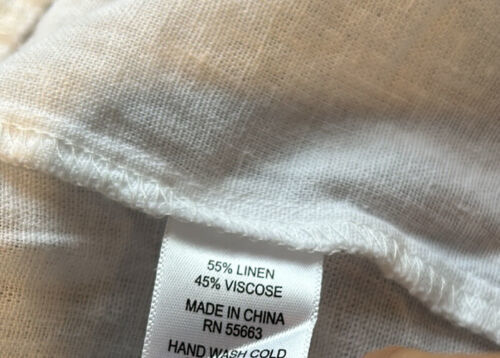 55% LINEN
45% VISCOSE
MADE IN CHINA
RN 55663
HAND WASH COLD